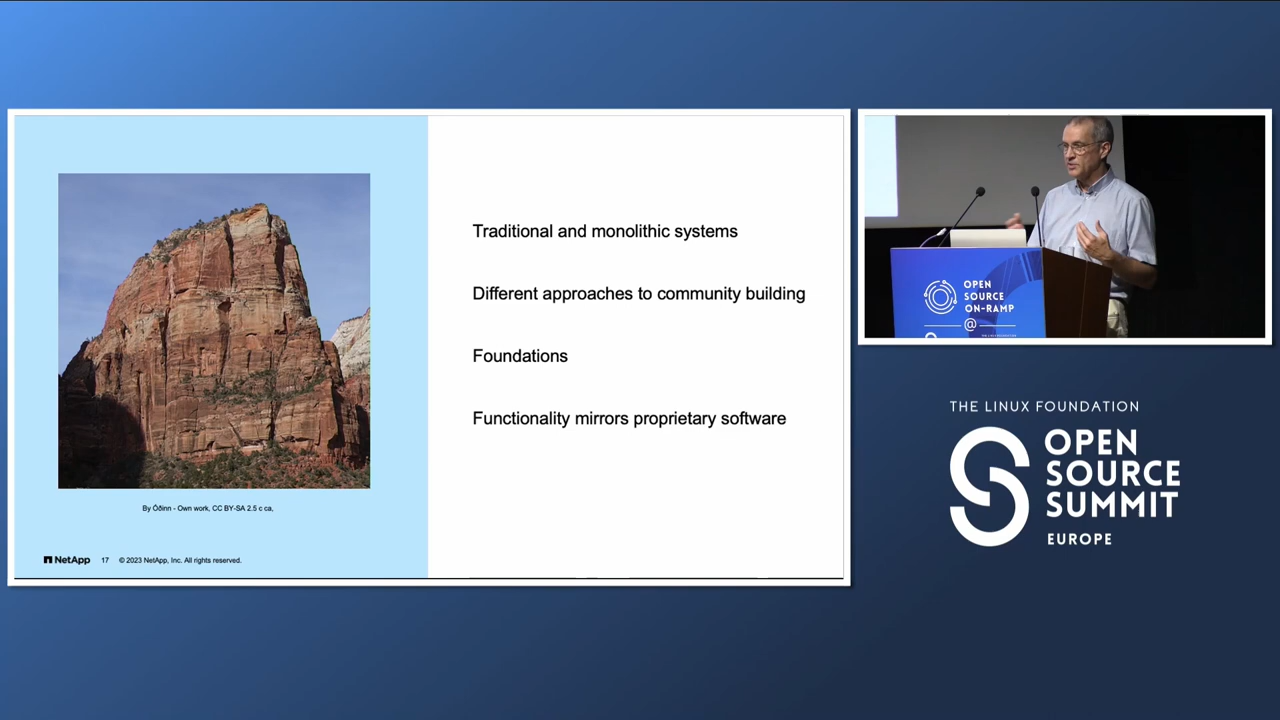 Traditional and monolithic systems
Different approaches to community building
Foundations
Functionality mirrors proprietary software
By Óðinn - Own work, CC BY-SA 2.5 c ca,
NetApp 17 © 2023 NetApp, Inc. All rights reserved.
OPEN
SOURCE
ON-RAMP
@
THE LINUX FOUNDATION
OPEN
SOURCE
SUMMIT
EUROPE